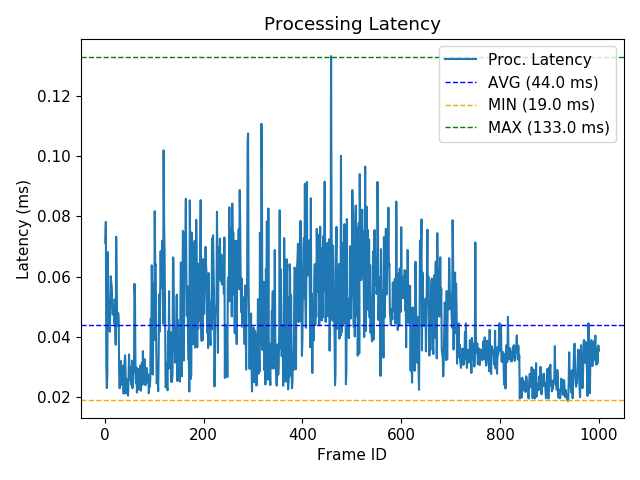 Processing Latency
Proc. Latency
AVG (44.0 ms)
MIN (19.0 ms)
MAX (133.0 ms)
Latency (ms)
0.12
0.10
0.08
0.06
0.04
0.02
0 200 400 600 800 1000
Frame ID